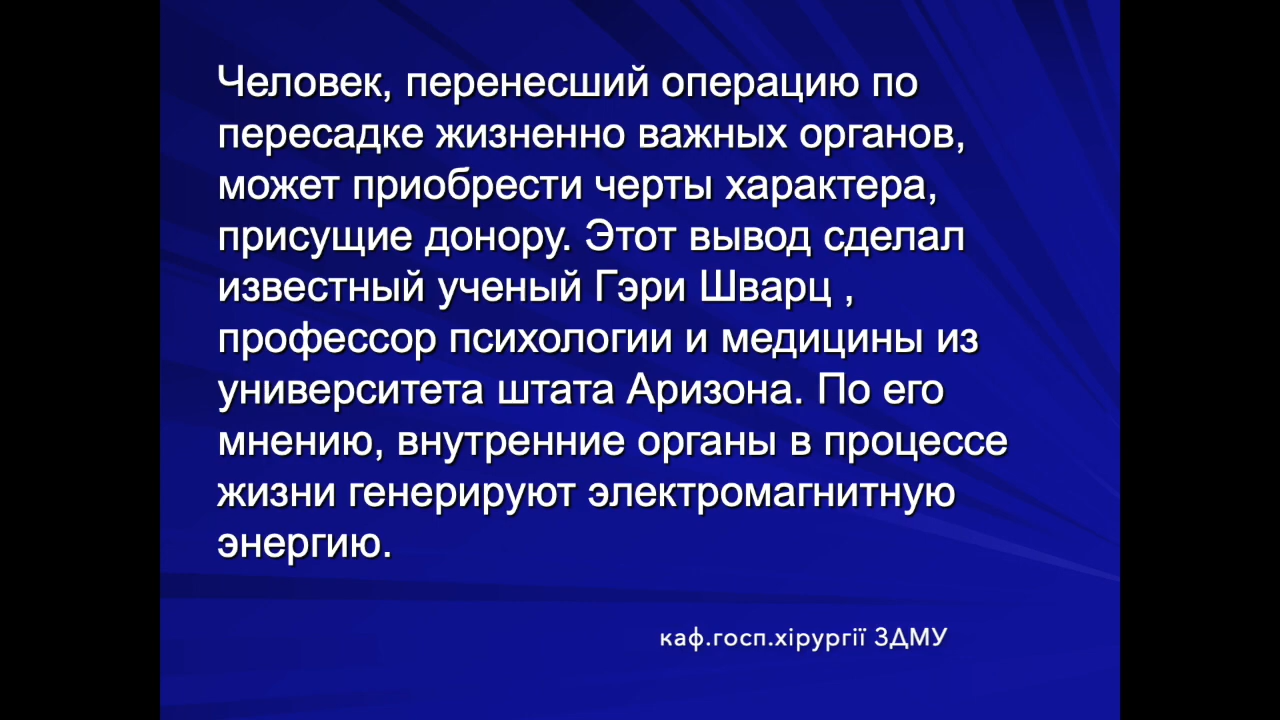 Человек, перенесший операцию по
пересадке жизненно важных органов,
может приобрести черты характера,
присущие донору. Этот вывод сделал
известный ученый Гэри Шварц ,
профессор психологии и медицины из
университета штата Аризона. По его
мнению, внутренние органы в процессе
жизни генерируют электромагнитную
энергию.
каф.госп.хірургії ЗДМУ